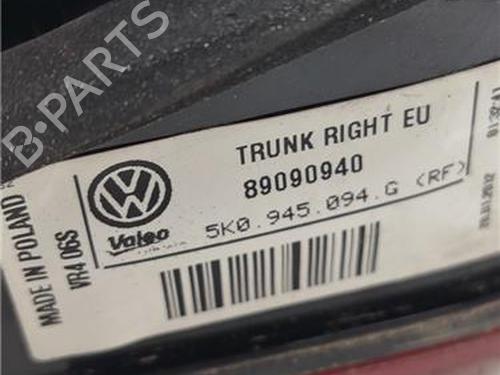 B-PARTS
TRUNK RIGHT EU
89090940
5K0.945.094.G (RF)
Valeo
MADE IN POLAND
VR4 06S